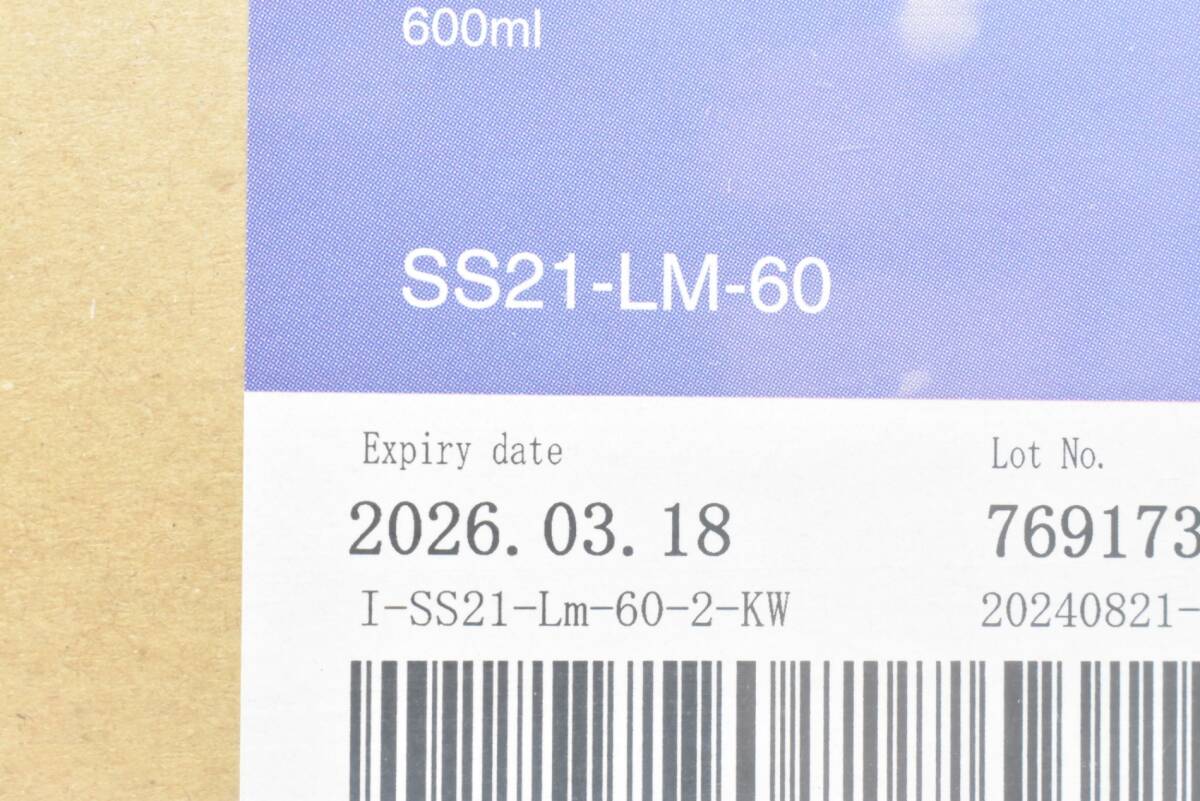 600ml
SS21-LM-60
Expiry date
Lot No.
2026.03.18
769173
I-SS21-Lm-60-2-KW
20240821-